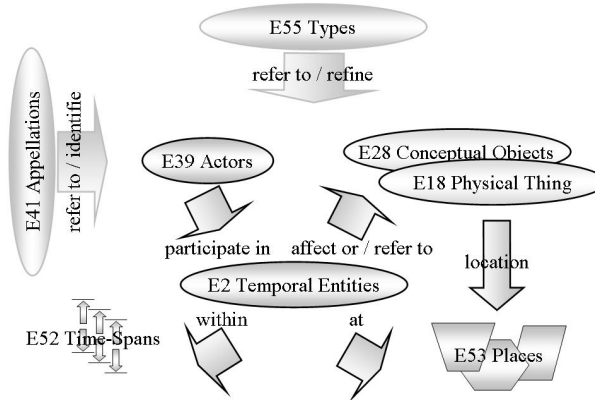 E55 Types
refer to / refine
E41 Appellations
refer to / identifie
E39 Actors
E28 Conceptual Objects
E18 Physical Thing
participate in
affect or / refer to
location
E2 Temporal Entities
E52 Time-Spans
within
at
E53 Places